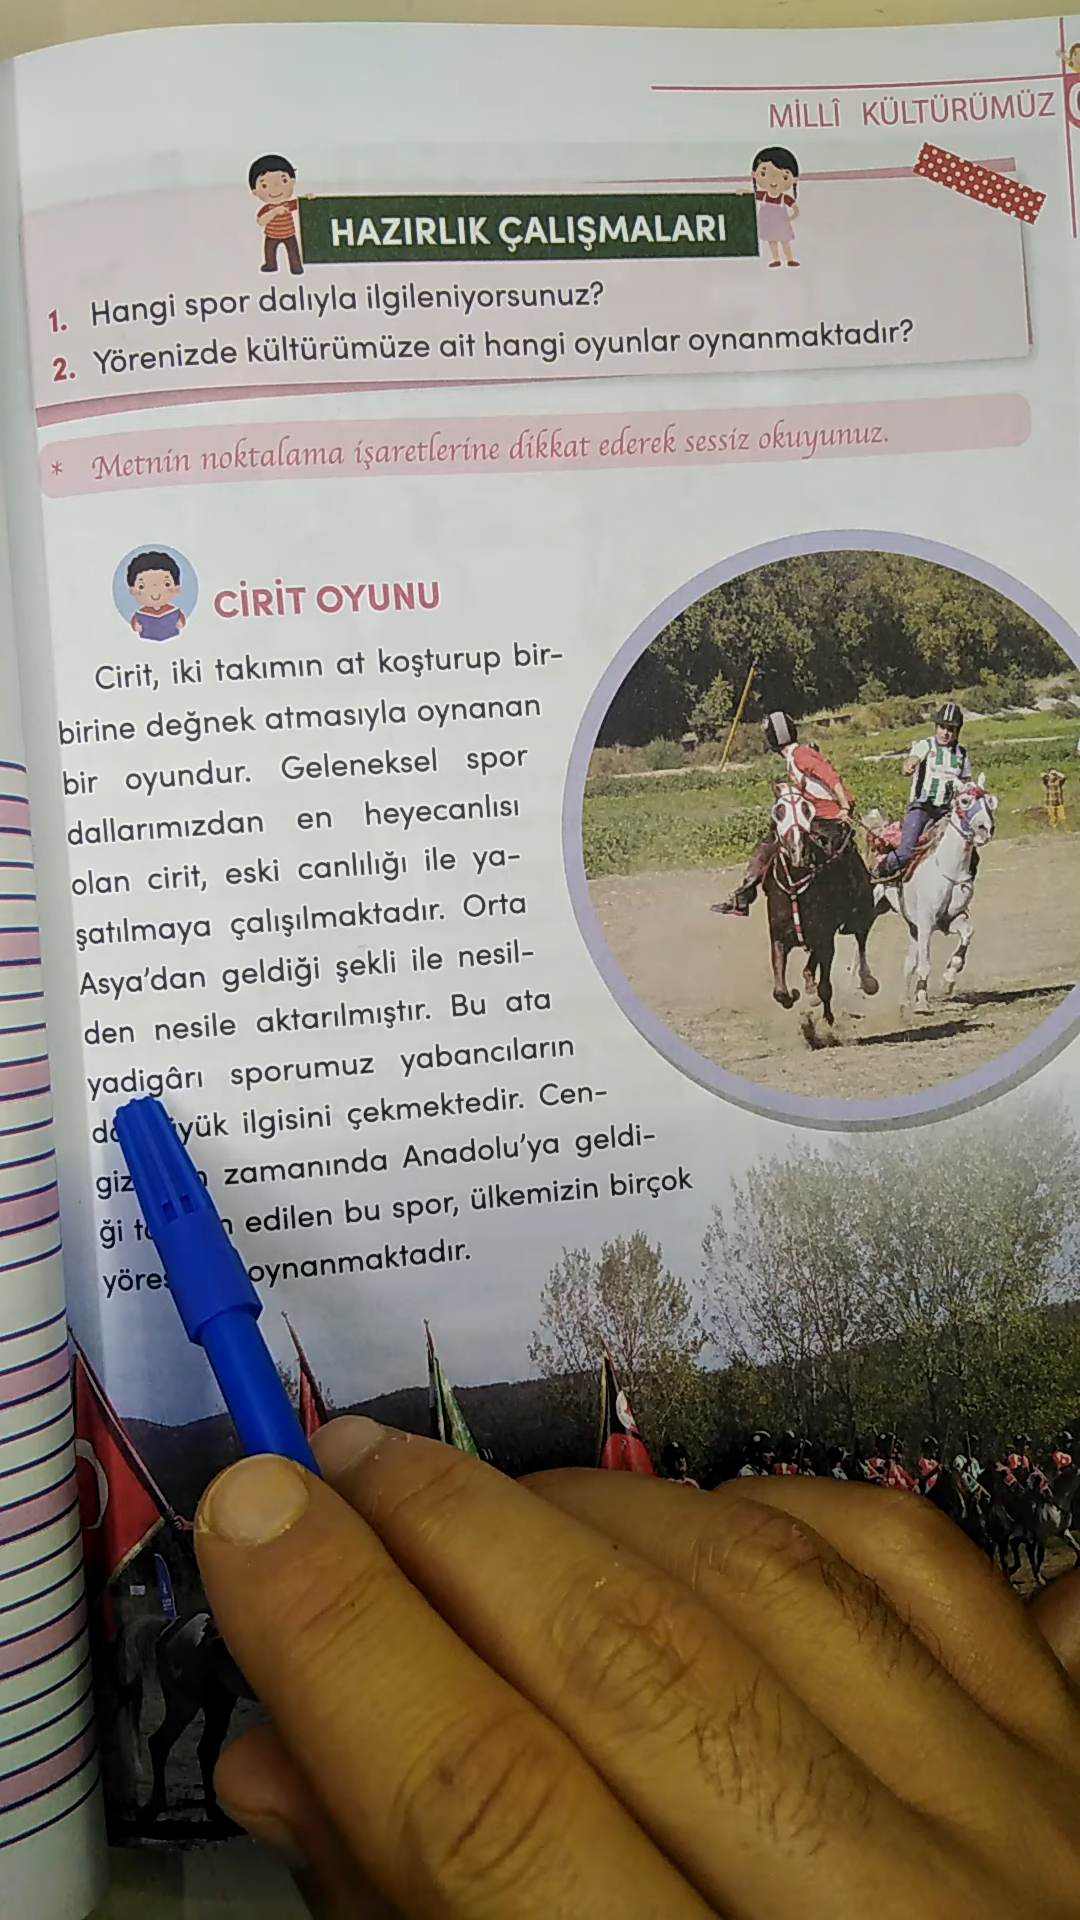 MİLLÎ KÜLTÜRÜMÜZ
HAZIRLIK ÇALIŞMALARI
1. Hangi spor dalıyla ilgileniyorsunuz?
2. Yörenizde kültürümüze ait hangi oyunlar oynanmaktadır?
* Metnin noktalama işaretlerine dikkat ederek sessiz okuyunuz.
CİRİT OYUNU
Cirit, iki takımın at koşturup bir-
birine değnek atmasıyla oynanan
bir oyundur. Geleneksel spor
dallarımızdan en heyecanlısı
olan cirit, eski canlılığı ile ya-
şatılmaya çalışılmaktadır. Orta
Asya'dan geldiği şekli ile nesil-
den nesile aktarılmıştır. Bu ata
yadigârı sporumuz yabancıların
ilgisini çekmektedir. Cen-
giz zamanında Anadolu'ya geldi-
ği edilen bu spor, ülkemizin birçok
oynanmaktadır.